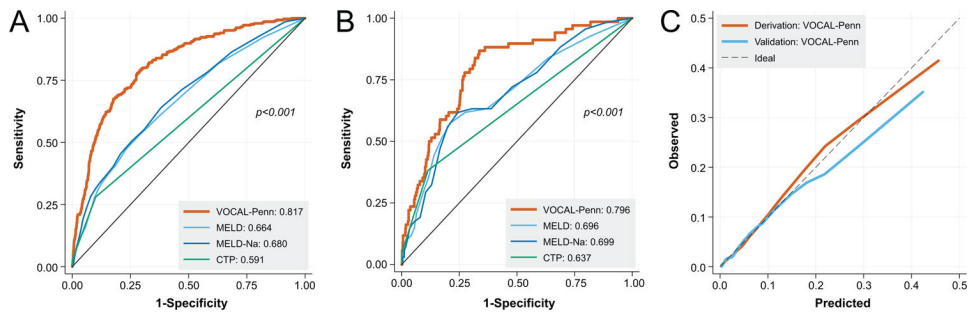 A
Sensitivity
1.00
0.75
0.50
0.25
0.00
p<0.001
VOCAL-Penn: 0.817
MELD: 0.664
MELD-Na: 0.680
CTP: 0.591
0.00 0.25 0.50 0.75 1.00
1-Specificity
B
Sensitivity
1.00
0.75
0.50
0.25
0.00
p<0.001
VOCAL-Penn: 0.796
MELD: 0.696
MELD-Na: 0.699
CTP: 0.637
0.00 0.25 0.50 0.75 1.00
1-Specificity
C
Observed
0.5
0.4
0.3
0.2
0.1
0.0
Derivation: VOCAL-Penn
Validation: VOCAL-Penn
Ideal
0.0 0.1 0.2 0.3 0.4 0.5
Predicted